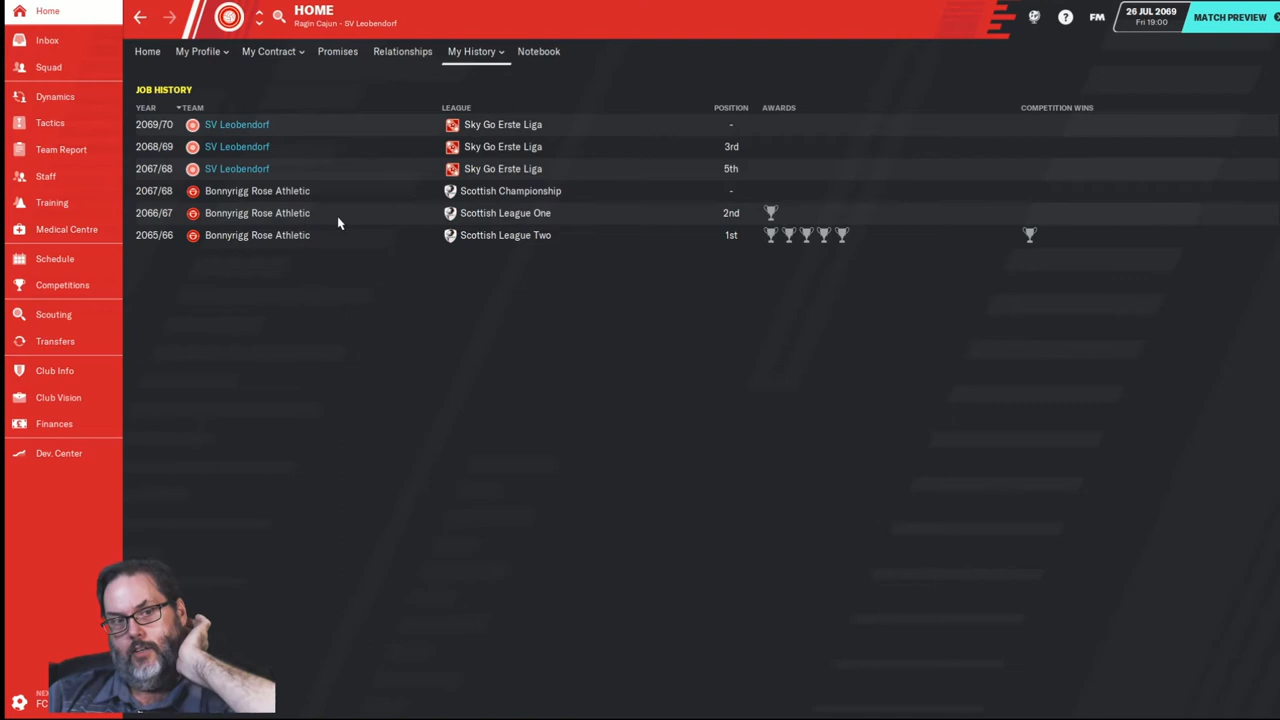 Home
HOME
Ragin Cajun - SV Leobendorf
FM
26 JUL 2069
Fri 19:00
MATCH PREVIEW
Inbox
Squad
Dynamics
Tactics
Team Report
Staff
Training
Medical Centre
Schedule
Competitions
Scouting
Transfers
Club Info
Club Vision
Finances
Dev. Center
NEX
FC
Home My Profile My Contract Promises Relationships My History Notebook
JOB HISTORY
YEAR TEAM LEAGUE POSITION AWARDS COMPETITION WINS
2069/70 SV Leobendorf Sky Go Erste Liga -
2068/69 SV Leobendorf Sky Go Erste Liga 3rd
2067/68 SV Leobendorf Sky Go Erste Liga 5th
2067/68 Bonnyrigg Rose Athletic Scottish Championship -
2066/67 Bonnyrigg Rose Athletic Scottish League One 2nd
2065/66 Bonnyrigg Rose Athletic Scottish League Two 1st